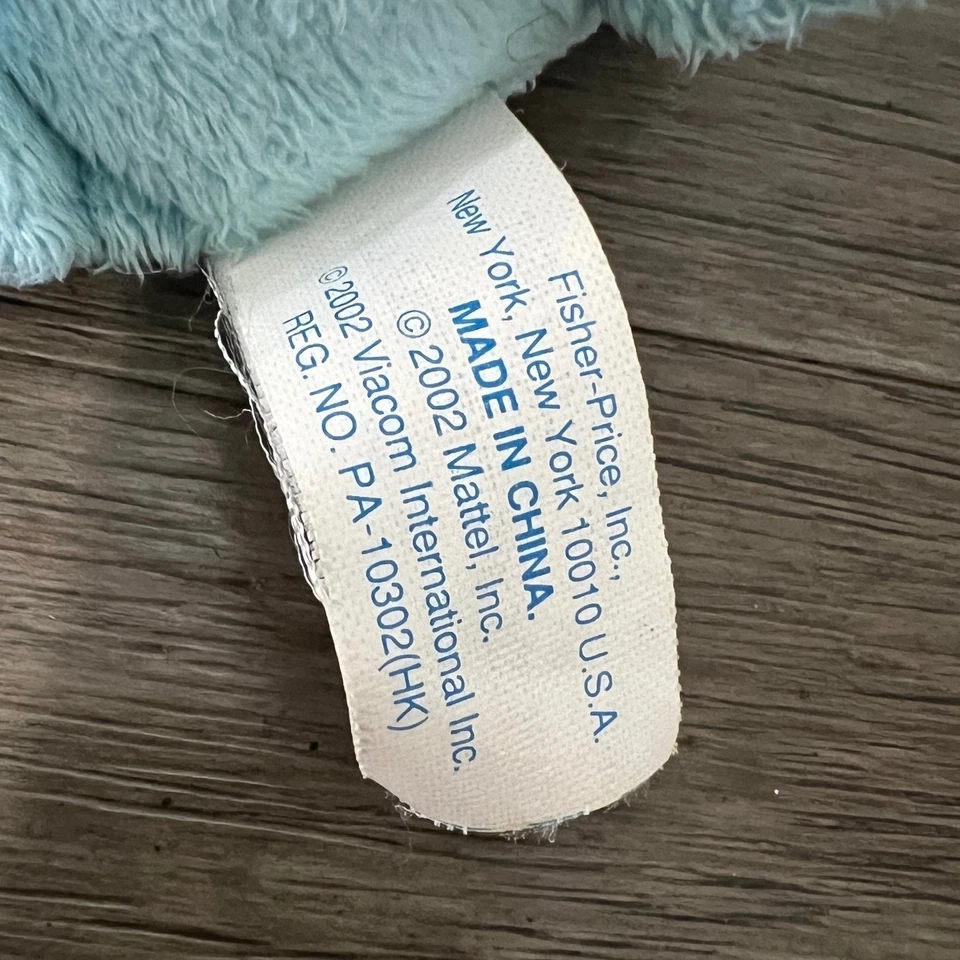 Fisher-Price, Inc.,
New York, New York 10010 U.S.A.
MADE IN CHINA.
© 2002 Mattel, Inc.
©2002 Viacom International Inc.
REG. NO. PA-10302(HK)